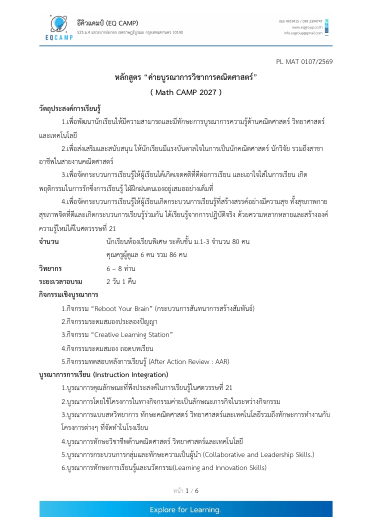 EQ CAMP
อีคิวแคมป์ (EQ CAMP)
PL MAT 0107/2569
หลักสูตร "ค่ายบูรณาการวิชาการคณิตศาสตร์"
( Math CAMP 2027 )
วัตถุประสงค์การเรียนรู้
1.เพื่อพัฒนานักเรียนให้มีความสามารถและมีทักษะการบูรณาการความรู้ด้านคณิตศาสตร์ วิทยาศาสตร์
และเทคโนโลยี
2.เพื่อส่งเสริมและสนับสนุน ให้นักเรียนมีแรงบันดาลใจในการเป็นนักคณิตศาสตร์ นักวิจัย รวมถึงสาขา
อาชีพในสายงานคณิตศาสตร์
3.เพื่อจัดกระบวนการเรียนรู้ให้ผู้เรียนได้เกิดเจตคติที่ดีต่อการเรียน และเอาใจใส่ในการเรียน เกิด
พฤติกรรมในการรักซึ่งการเรียนรู้ ใฝ่ฝึกฝนตนเองอยู่เสมออย่างเต็มที่
4.เพื่อจัดกระบวนการเรียนรู้ให้ผู้เรียนเกิดกระบวนการเรียนรู้ที่สร้างสรรค์อย่างมีความสุข ทั้งสุขภาพกาย
สุขภาพจิตที่ดีและเกิดกระบวนการเรียนรู้ร่วมกัน ได้เรียนรู้จากการปฏิบัติจริง ด้วยความหลากหลายและสร้างองค์
ความรู้ใหม่ได้ในศตวรรษที่ 21
จำนวน นักเรียนห้องเรียนพิเศษ ระดับชั้น ม.1-3 จำนวน 80 คน
คุณครูผู้ดูแล 6 คน รวม 86 คน
วิทยากร 6 – 8 ท่าน
ระยะเวลาอบรม 2 วัน 1 คืน
กิจกรรมเชิงบูรณาการ
1.กิจกรรม "Reboot Your Brain" (กระบวนการสันทนาการสร้างสัมพันธ์)
2.กิจกรรมระดมสมองประลองปัญญา
3.กิจกรรม "Creative Learning Station"
4.กิจกรรมระดมสมอง ถอดบทเรียน
5.กิจกรรมทดสอบหลังการเรียนรู้ (After Action Review : AAR)
บูรณาการการเรียน (Instruction Integration)
1.บูรณาการคุณลักษณะที่พึงประสงค์ในการเรียนรู้ในศตวรรษที่ 21
2.บูรณาการโดยใช้โครงการในทางกิจกรรมค่ายเป็นลักษณะภารกิจในระหว่างกิจกรรม
3.บูรณาการแบบสหวิทยาการ ทักษะคณิตศาสตร์ วิทยาศาสตร์และเทคโนโลยีรวมถึงทักษะการทำงานกับ
โครงการต่างๆ ที่จัดทำในโรงเรียน
4.บูรณาการทักษะวิชาชีพด้านคณิตศาสตร์ วิทยาศาสตร์และเทคโนโลยี
5.บูรณาการกระบวนการกลุ่มและทักษะความเป็นผู้นำ (Collaborative and Leadership Skills.)
6.บูรณาการทักษะการเรียนรู้และนวัตกรรม(Learning and Innovation Skills)
หน้า 1 / 6
Explore for Learning.